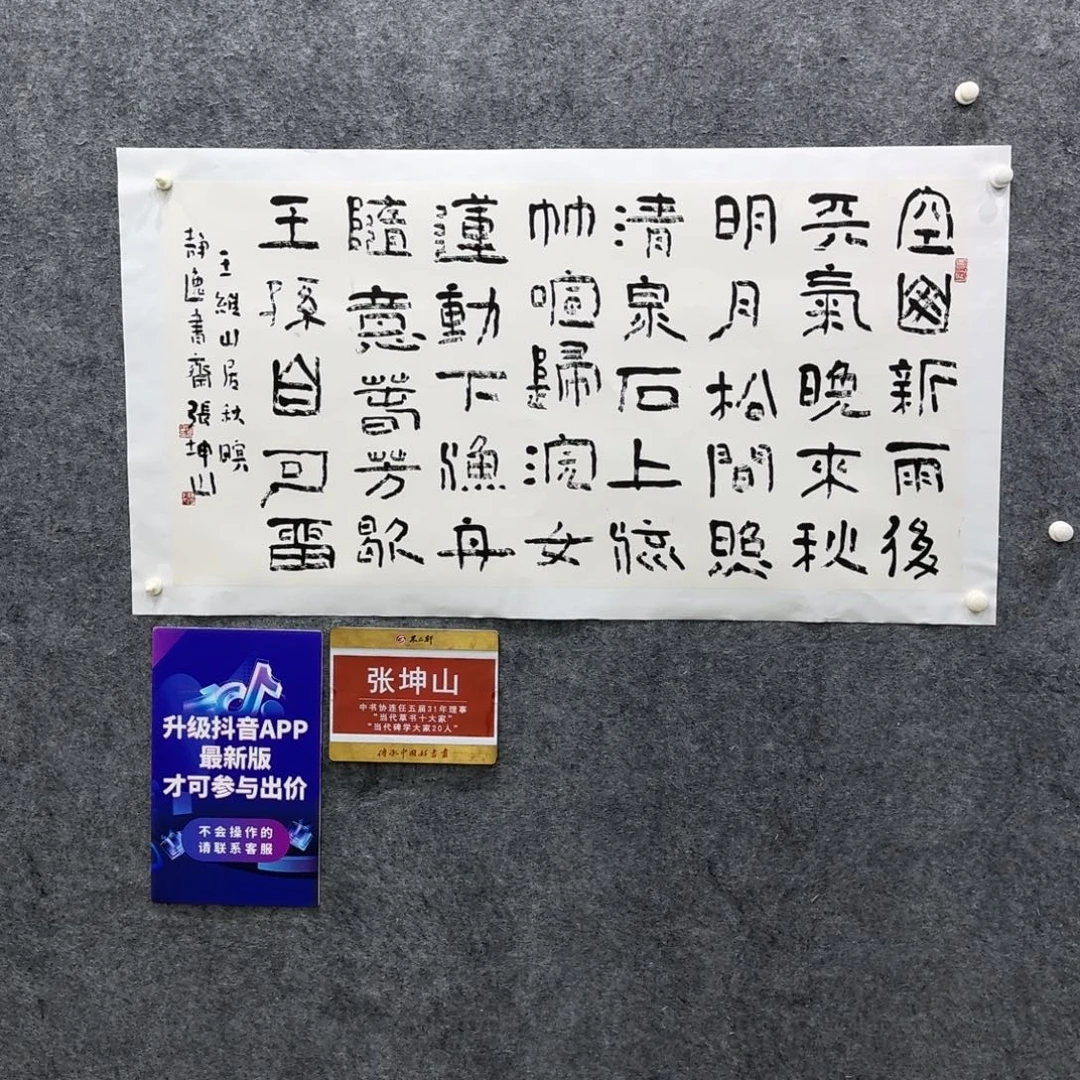 空山新雨後
天氣晚來秋
明月松間照
清泉石上流
竹喧歸浣女
蓮動下漁舟
隨意春芳歇
王孫自可留
王維山居秋暝
静逸書齋張坤山
升级抖音APP
最新版
才可参与出价
不会操作的
请联系客服
不二轩
张坤山
中书协连任五届31年理事
“当代草书十大家”
“当代碑学大家20人”